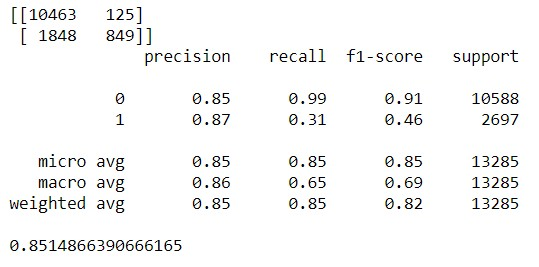 [[10463 125]
[ 1848 849]]
precision recall f1-score support
0 0.85 0.99 0.91 10588
1 0.87 0.31 0.46 2697
micro avg 0.85 0.85 0.85 13285
macro avg 0.86 0.65 0.69 13285
weighted avg 0.85 0.85 0.82 13285
0.8514866390666165